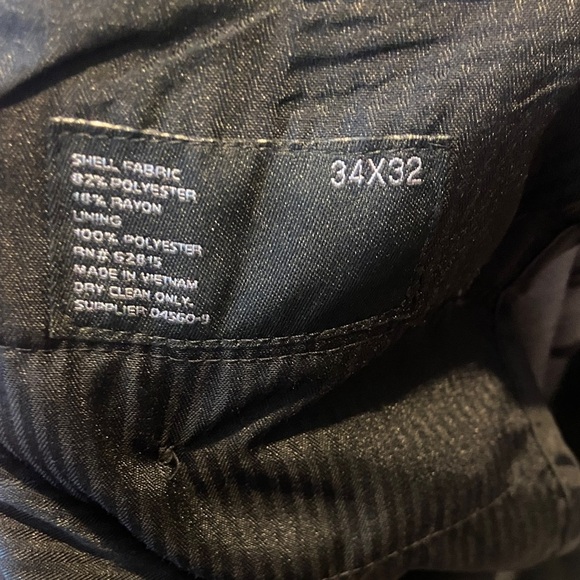 34X32
SHELL FABRIC
82% POLYESTER
18% RAYON
LINING
100% POLYESTER
RN# 62815
MADE IN VIETNAM
DRY CLEAN ONLY.
SUPPLIER 04560-9